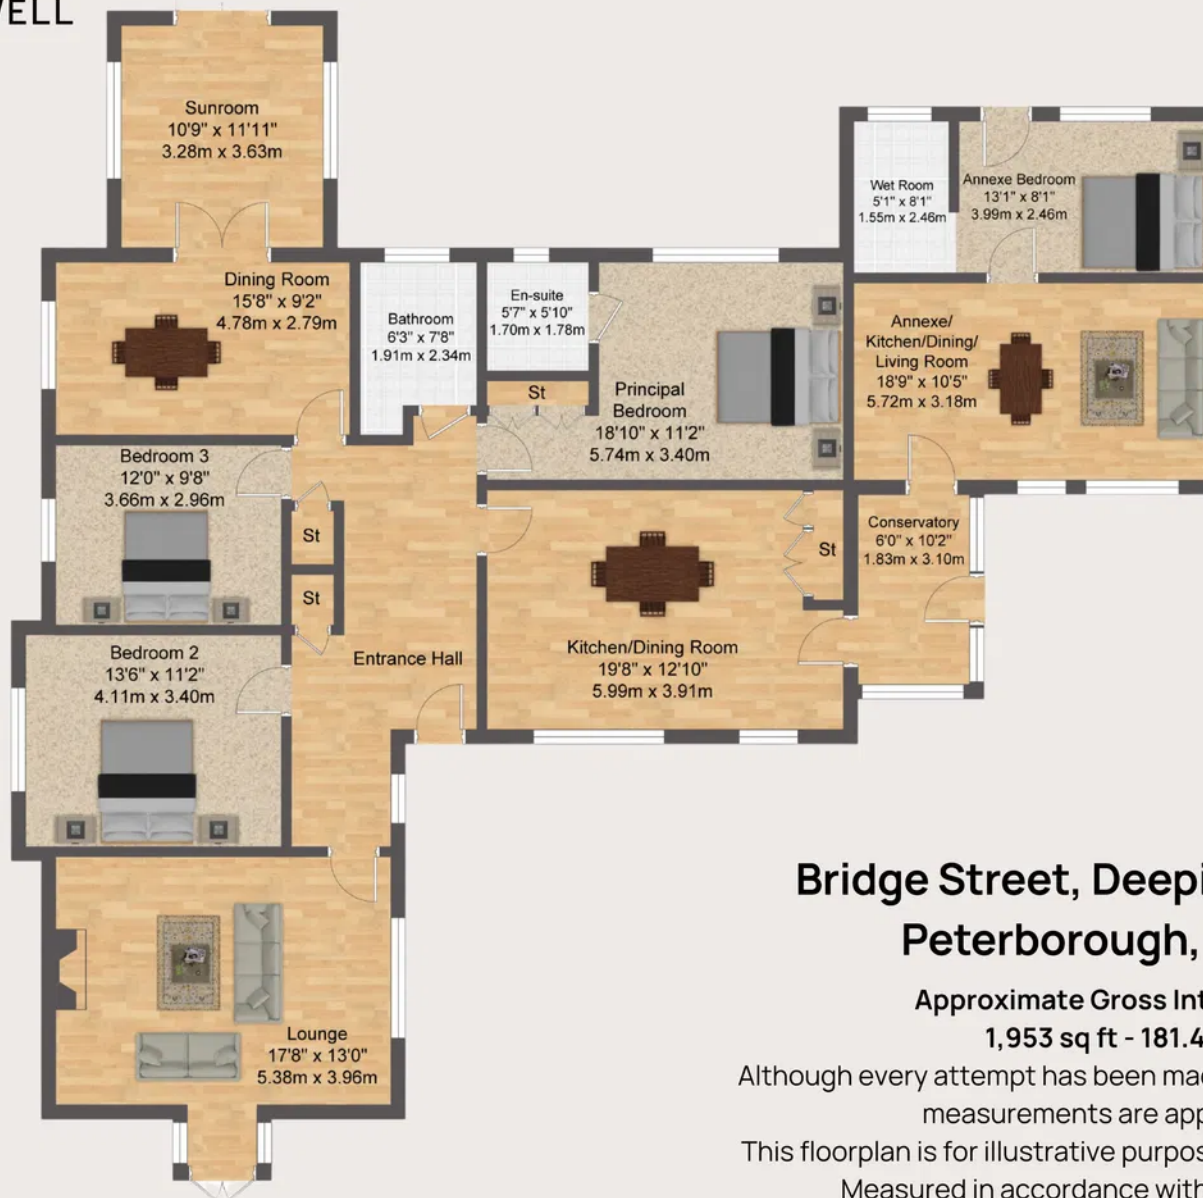 Sunroom
10'9" x 11'11"
3.28m x 3.63m
Wet Room
5'1" x 8'1"
1.55m x 2.46m
Annexe Bedroom
13'1" x 8'1"
3.99m x 2.46m
Dining Room
15'8" x 9'2"
4.78m x 2.79m
Bathroom
6'3" x 7'8"
1.91m x 2.34m
En-suite
5'7" x 5'10"
1.70m x 1.78m
St
Principal
Bedroom
18'10" x 11'2"
5.74m x 3.40m
Annexe/
Kitchen/Dining/
Living Room
18'9" x 10'5"
5.72m x 3.18m
Bedroom 3
12'0" x 9'8"
3.66m x 2.96m
St
St
St
Conservatory
6'0" x 10'2"
1.83m x 3.10m
Entrance Hall
Kitchen/Dining Room
19'8" x 12'10"
5.99m x 3.91m
Bedroom 2
13'6" x 11'2"
4.11m x 3.40m
Lounge
17'8" x 13'0"
5.38m x 3.96m
Bridge Street, Deepi
Peterborough,
Approximate Gross Int
1,953 sq ft - 181.4
Although every attempt has been ma
measurements are app
This floorplan is for illustrative purpos
Measured in accordance with